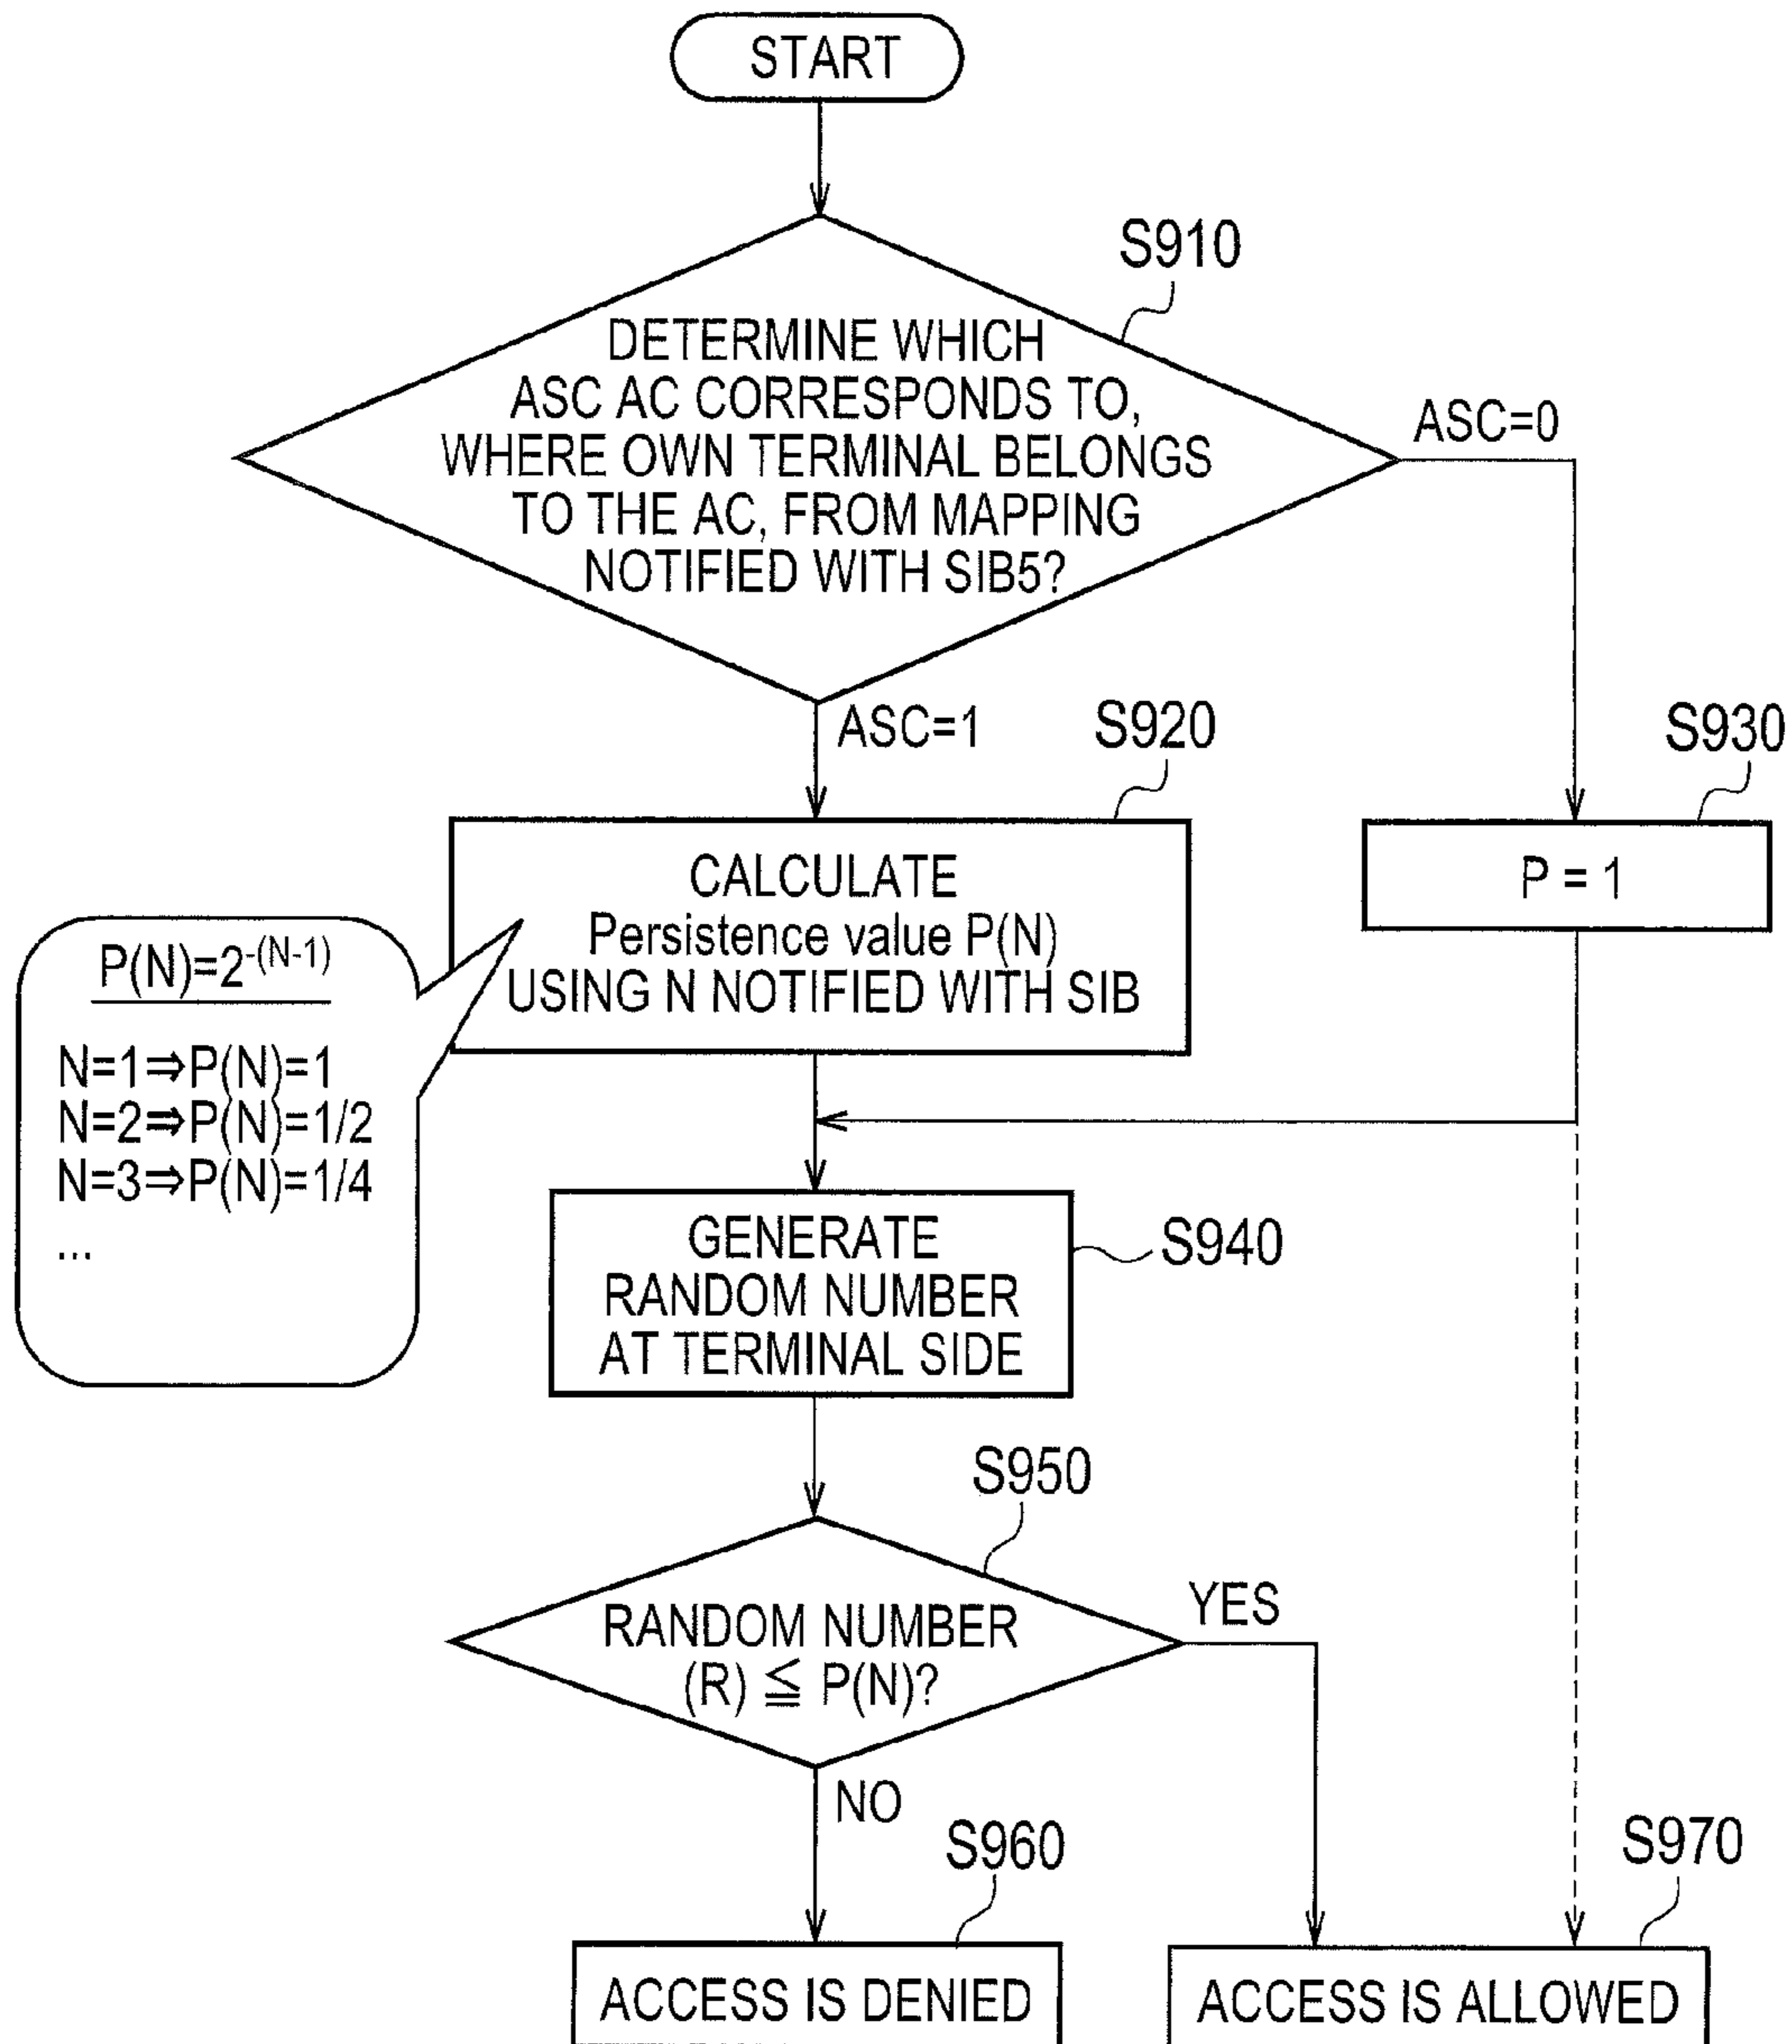 START
S910
DETERMINE WHICH
ASC AC CORRESPONDS TO,
WHERE OWN TERMINAL BELONGS
TO THE AC, FROM MAPPING
NOTIFIED WITH SIB5?
ASC=0
ASC=1
S920
S930
CALCULATE
Persistence value P(N)
USING N NOTIFIED WITH SIB
P = 1
P(N)=2^-(N-1)
N=1⇒P(N)=1
N=2⇒P(N)=1/2
N=3⇒P(N)=1/4
...
GENERATE
RANDOM NUMBER
AT TERMINAL SIDE
S940
S950
RANDOM NUMBER
(R) ≦ P(N)?
YES
NO
S960
S970
ACCESS IS DENIED
ACCESS IS ALLOWED